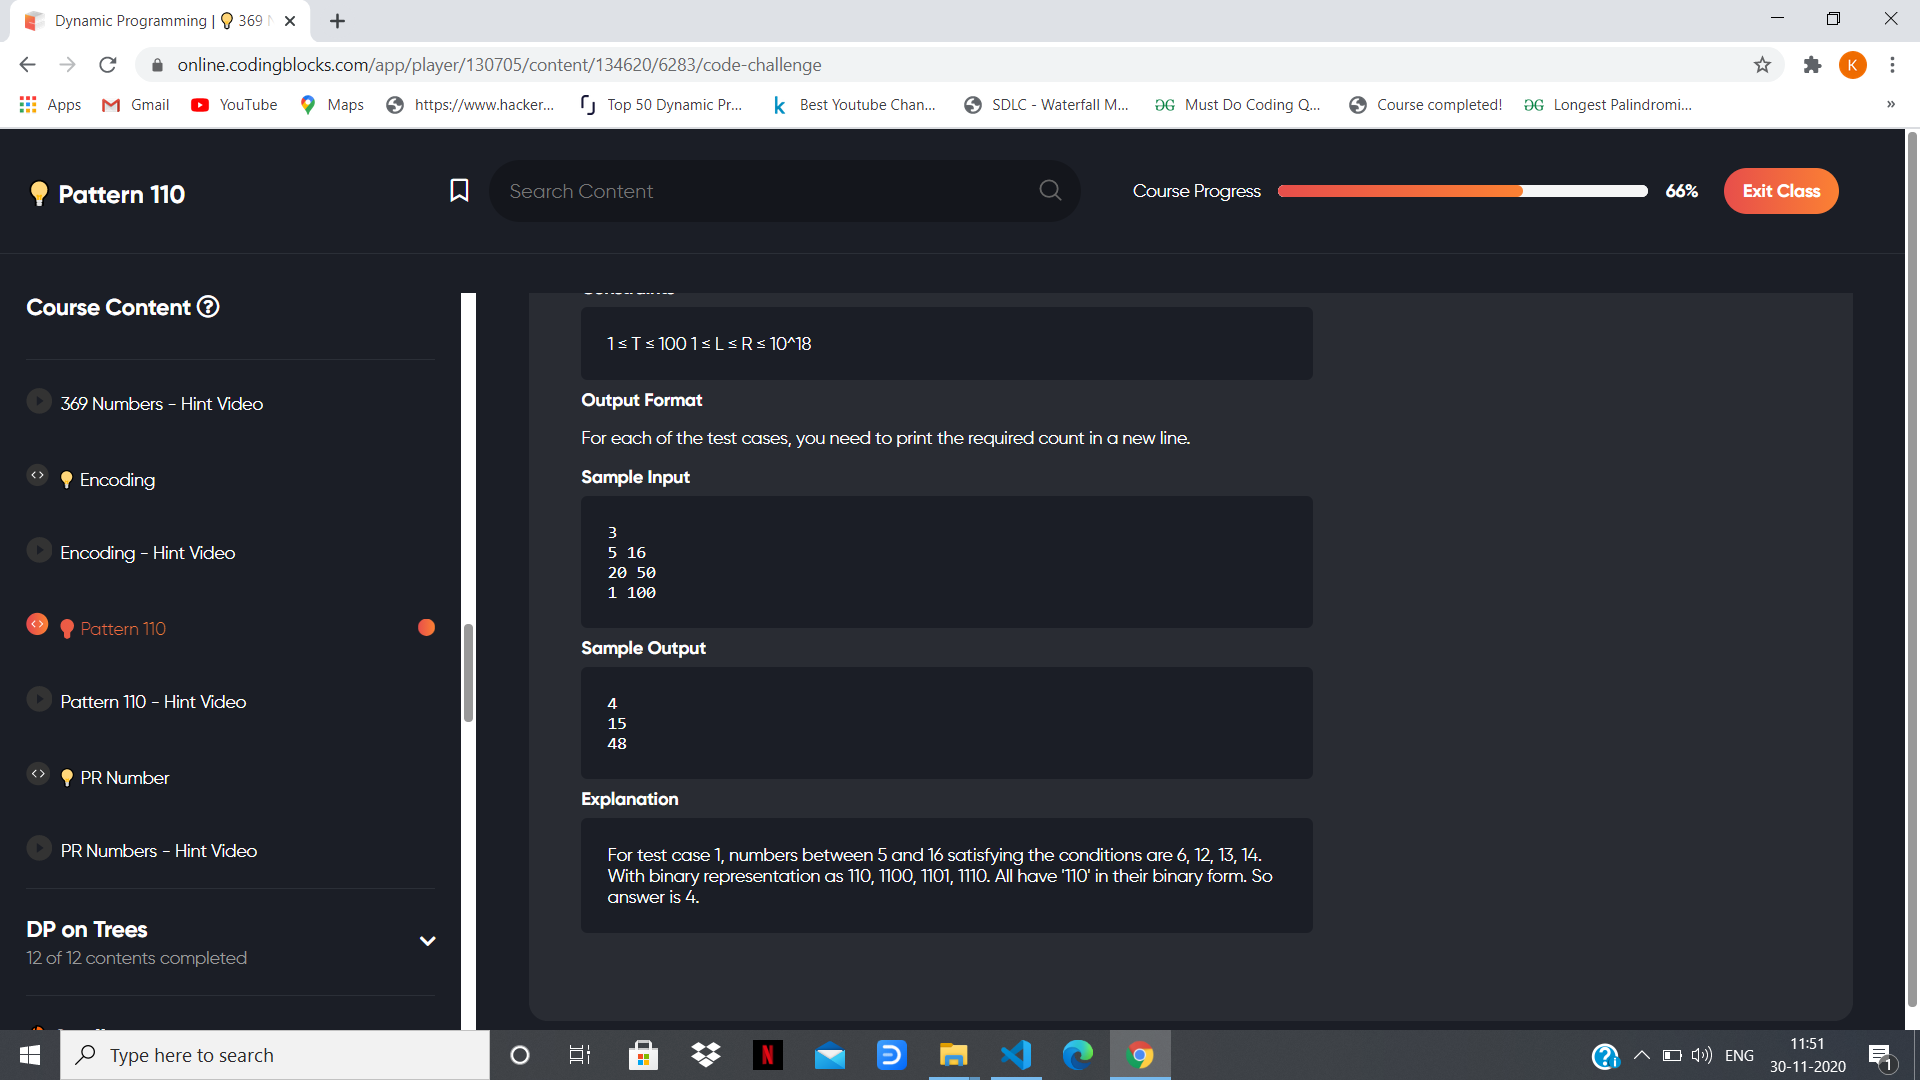 Dynamic Programming | 💡 369 N
online.codingblocks.com/app/player/130705/content/134620/6283/code-challenge
K
Apps
Gmail
YouTube
Maps
https://www.hacker...
Top 50 Dynamic Pr...
Best Youtube Chan...
SDLC - Waterfall M...
Must Do Coding Q...
Course completed!
Longest Palindromi...
»
💡 Pattern 110
Search Content
Course Progress
66%
Exit Class
Course Content
369 Numbers - Hint Video
💡 Encoding
Encoding - Hint Video
💡 Pattern 110
Pattern 110 - Hint Video
💡 PR Number
PR Numbers - Hint Video
DP on Trees
12 of 12 contents completed
Constraints
1 ≤ T ≤ 100 1 ≤ L ≤ R ≤ 10^18
Output Format
For each of the test cases, you need to print the required count in a new line.
Sample Input
3
5 16
20 50
1 100
Sample Output
4
15
48
Explanation
For test case 1, numbers between 5 and 16 satisfying the conditions are 6, 12, 13, 14.
With binary representation as 110, 1100, 1101, 1110. All have '110' in their binary form. So
answer is 4.
Type here to search
ENG
11:51
30-11-2020
1